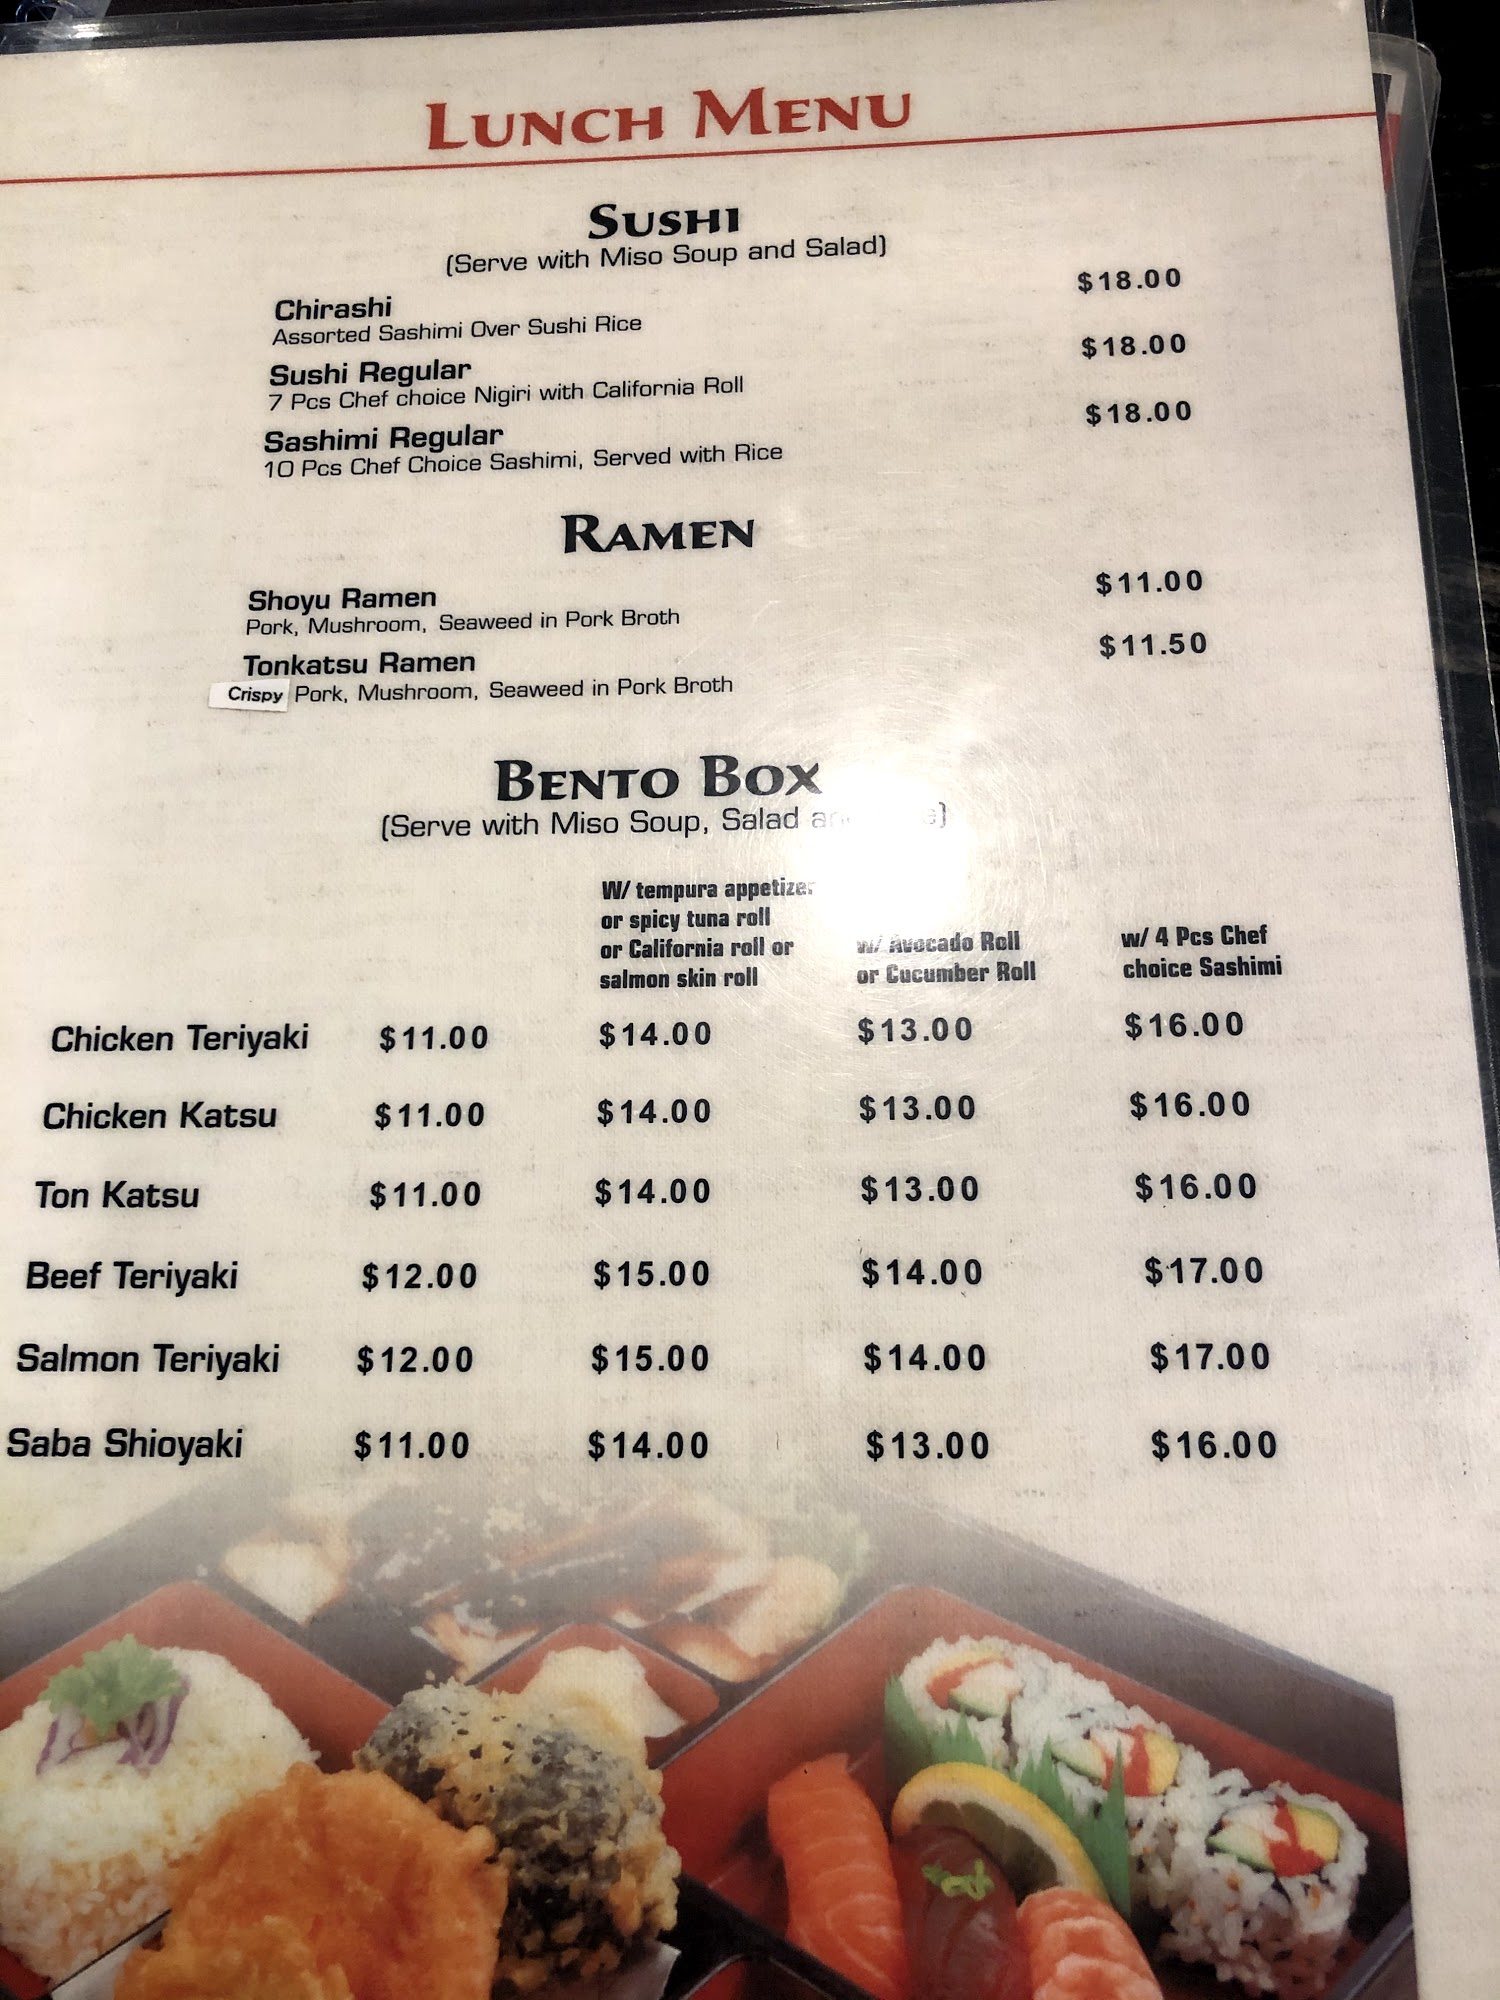 LUNCH MENU
SUSHI
(Serve with Miso Soup and Salad)
Chirashi $18.00
Assorted Sashimi Over Sushi Rice
Sushi Regular $18.00
7 Pcs Chef choice Nigiri with California Roll
Sashimi Regular $18.00
10 Pcs Chef Choice Sashimi, Served with Rice
RAMEN
Shoyu Ramen $11.00
Pork, Mushroom, Seaweed in Pork Broth
Tonkatsu Ramen $11.50
Crispy Pork, Mushroom, Seaweed in Pork Broth
BENTO BOX
(Serve with Miso Soup, Salad
W/ tempura appetizer
or spicy tuna roll
or California roll or
salmon skin roll
w/ Avocado Roll
or Cucumber Roll
w/ 4 Pcs Chef
choice Sashimi
Chicken Teriyaki $11.00 $14.00 $13.00 $16.00
Chicken Katsu $11.00 $14.00 $13.00 $16.00
Ton Katsu $11.00 $14.00 $13.00 $16.00
Beef Teriyaki $12.00 $15.00 $14.00 $17.00
Salmon Teriyaki $12.00 $15.00 $14.00 $17.00
Saba Shioyaki $11.00 $14.00 $13.00 $16.00